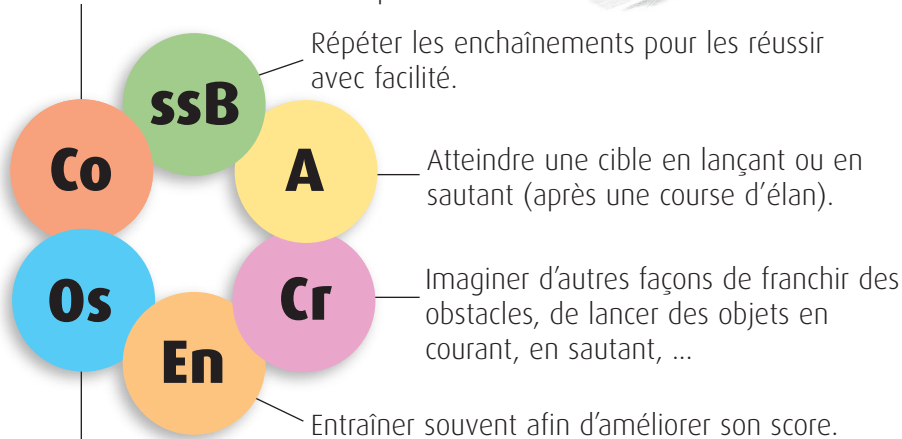 Répéter les enchaînements pour les réussir
avec facilité.
ssB
Co
A
Atteindre une cible en lançant ou en
sautant (après une course d'élan).
Os
Cr
Imaginer d'autres façons de franchir des
obstacles, de lancer des objets en
courant, en sautant, ...
En
Entraîner souvent afin d'améliorer son score.